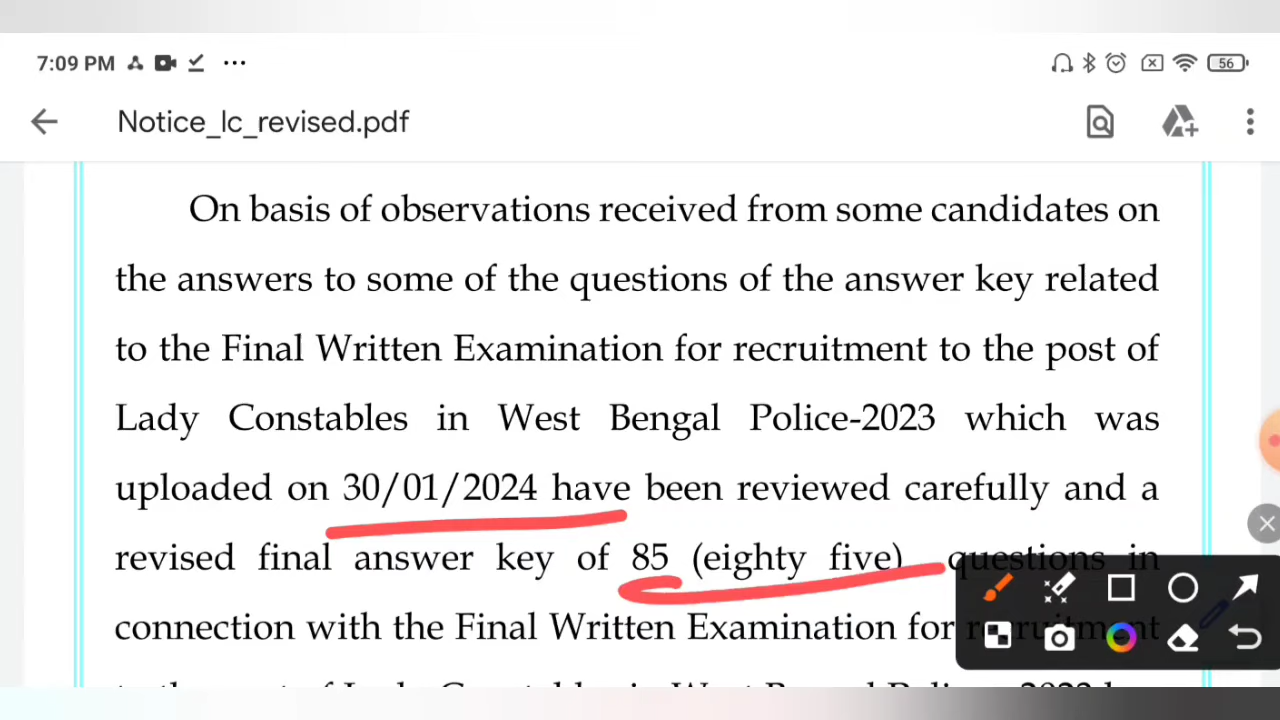 7:09 PM ... 56
Notice_lc_revised.pdf
On basis of observations received from some candidates on
the answers to some of the questions of the answer key related
to the Final Written Examination for recruitment to the post of
Lady Constables in West Bengal Police-2023 which was
uploaded on 30/01/2024 have been reviewed carefully and a
revised final answer key of 85 (eighty five) questions in
connection with the Final Written Examination for recruitment